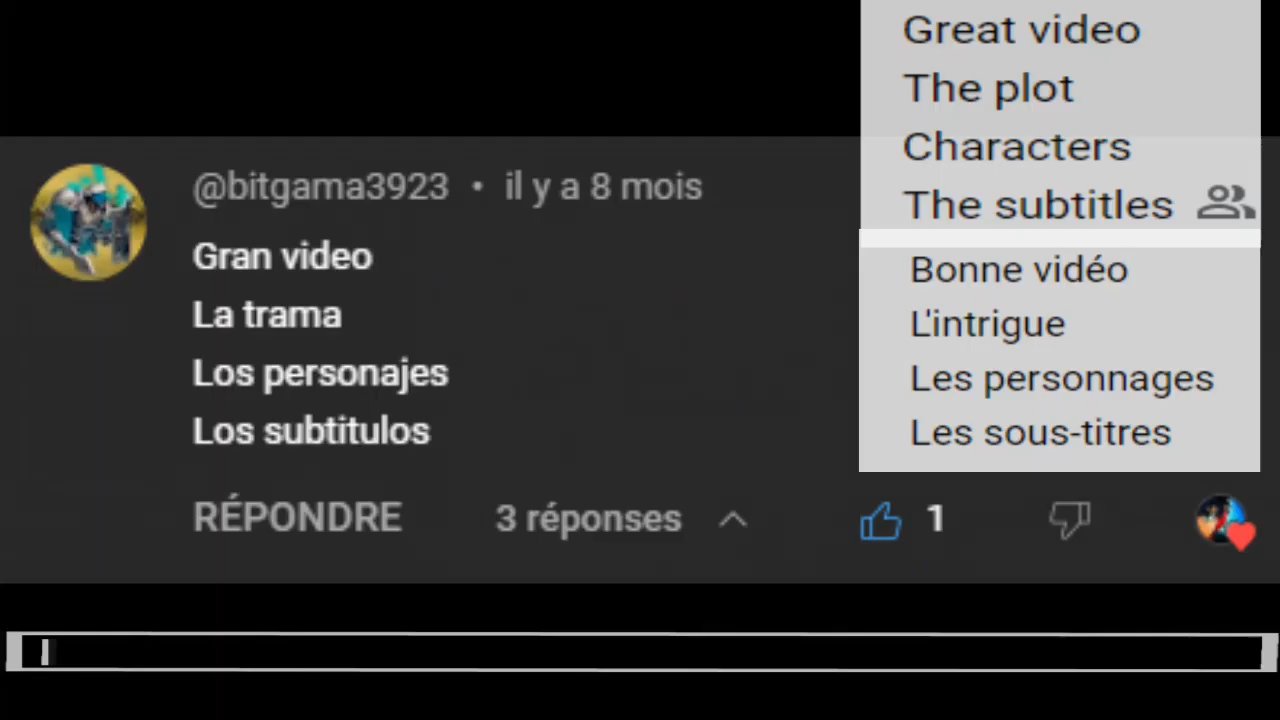 Great video
The plot
Characters
The subtitles
@bitgama3923 • il y a 8 mois
Gran video
La trama
Los personajes
Los subtitulos
Bonne vidéo
L'intrigue
Les personnages
Les sous-titres
RÉPONDRE 3 réponses 1